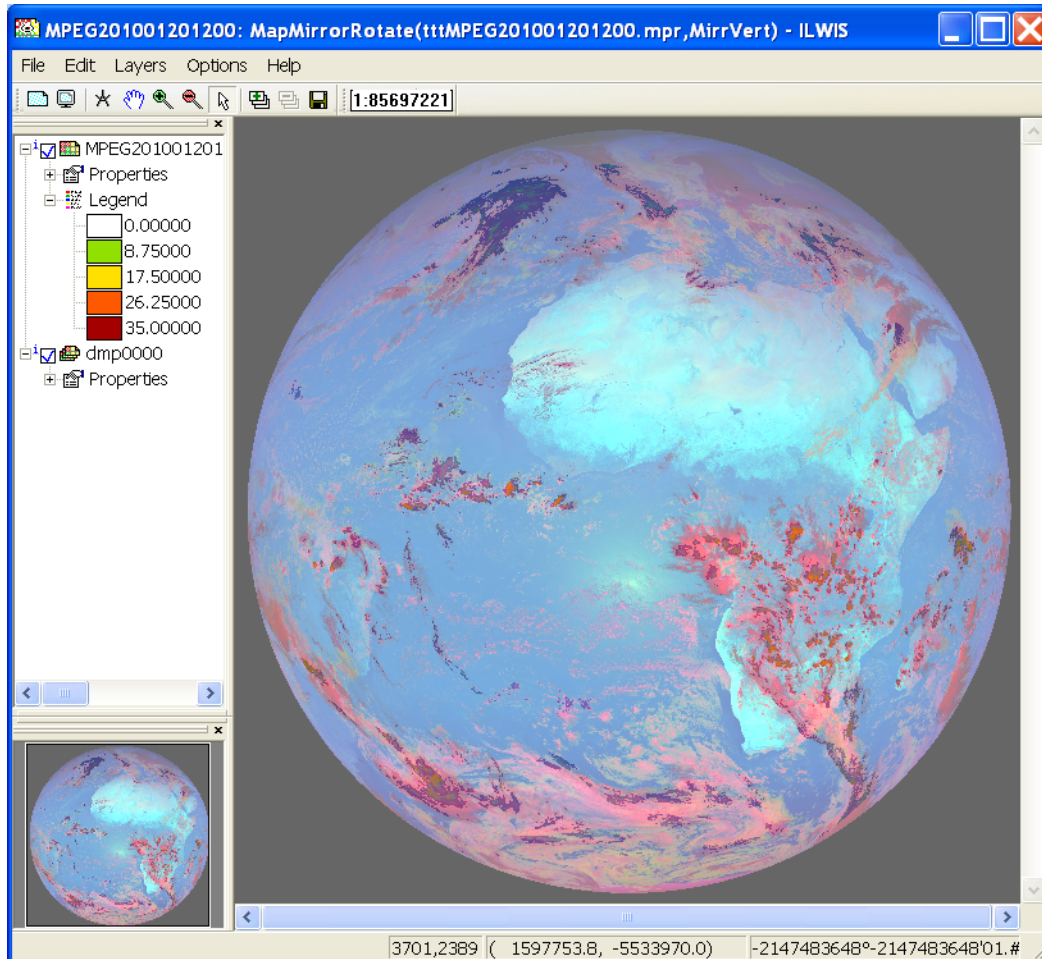 MPEG201001201200: MapMirrorRotate(tttMPEG201001201200.mpr,MirrVert) - ILWIS
File Edit Layers Options Help
1:85697221
MPEG201001201
Properties
Legend
0.00000
8.75000
17.50000
26.25000
35.00000
dmp0000
Properties
3701,2389 ( 1597753.8, -5533970.0) -2147483648°-2147483648'01.#